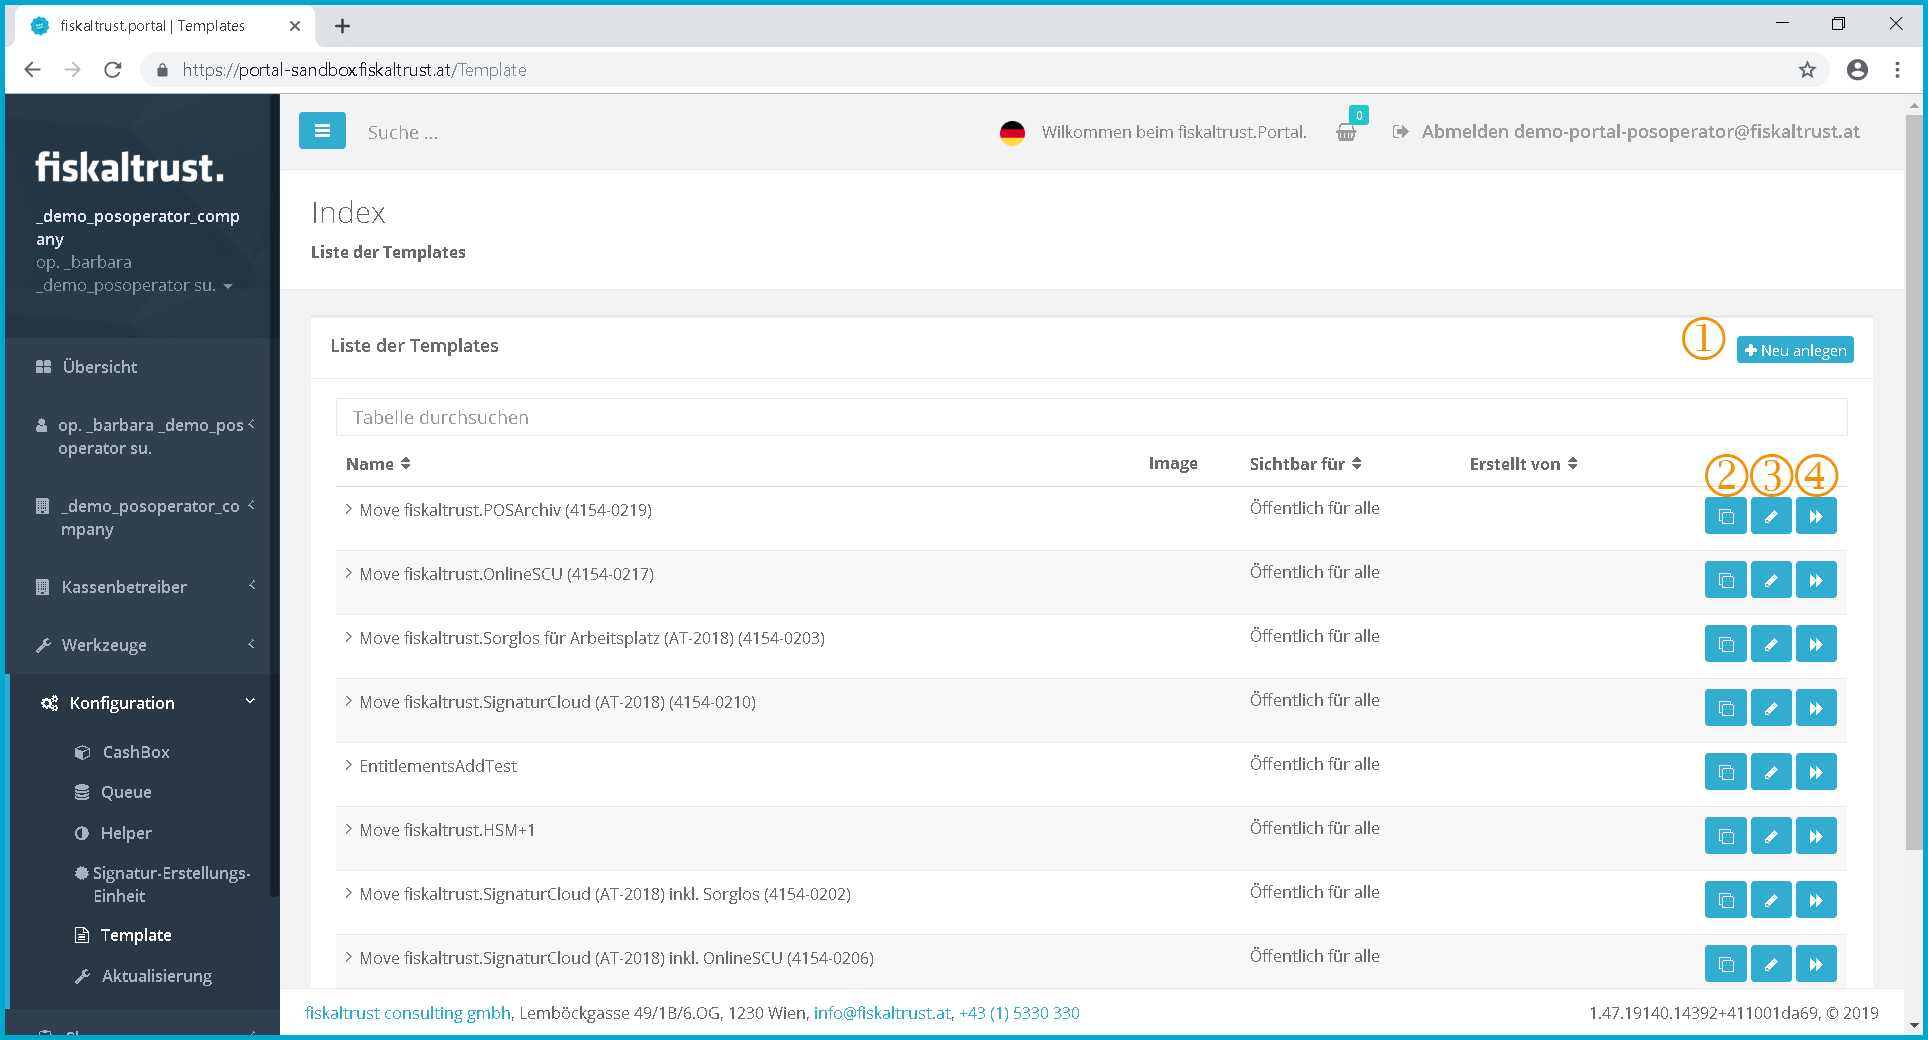 fiskaltrust.portal | Templates
https://portal-sandbox.fiskaltrust.at/Template
fiskaltrust.
_demo_posoperator_comp
any
op. _barbara
_demo_posoperator su.
Übersicht
op. _barbara _demo_pos
operator su.
_demo_posoperator_co
mpany
Kassenbetreiber
Werkzeuge
Konfiguration
CashBox
Queue
Helper
Signatur-Erstellungs-
Einheit
Template
Aktualisierung
Suche ...
Wilkommen beim fiskaltrust.Portal.
0
Abmelden demo-portal-posoperator@fiskaltrust.at
Index
Liste der Templates
Liste der Templates
1
Neu anlegen
Tabelle durchsuchen
Name Image Sichtbar für Erstellt von
2 3 4
Move fiskaltrust.POSArchiv (4154-0219) Öffentlich für alle
Move fiskaltrust.OnlineSCU (4154-0217) Öffentlich für alle
Move fiskaltrust.Sorglos für Arbeitsplatz (AT-2018) (4154-0203) Öffentlich für alle
Move fiskaltrust.SignaturCloud (AT-2018) (4154-0210) Öffentlich für alle
EntitlementsAddTest Öffentlich für alle
Move fiskaltrust.HSM+1 Öffentlich für alle
Move fiskaltrust.SignaturCloud (AT-2018) inkl. Sorglos (4154-0202) Öffentlich für alle
Move fiskaltrust.SignaturCloud (AT-2018) inkl. OnlineSCU (4154-0206) Öffentlich für alle
fiskaltrust consulting gmbh, Lemböckgasse 49/1B/6.OG, 1230 Wien, info@fiskaltrust.at, +43 (1) 5330 330
1.47.19140.14392+411001da69, © 2019